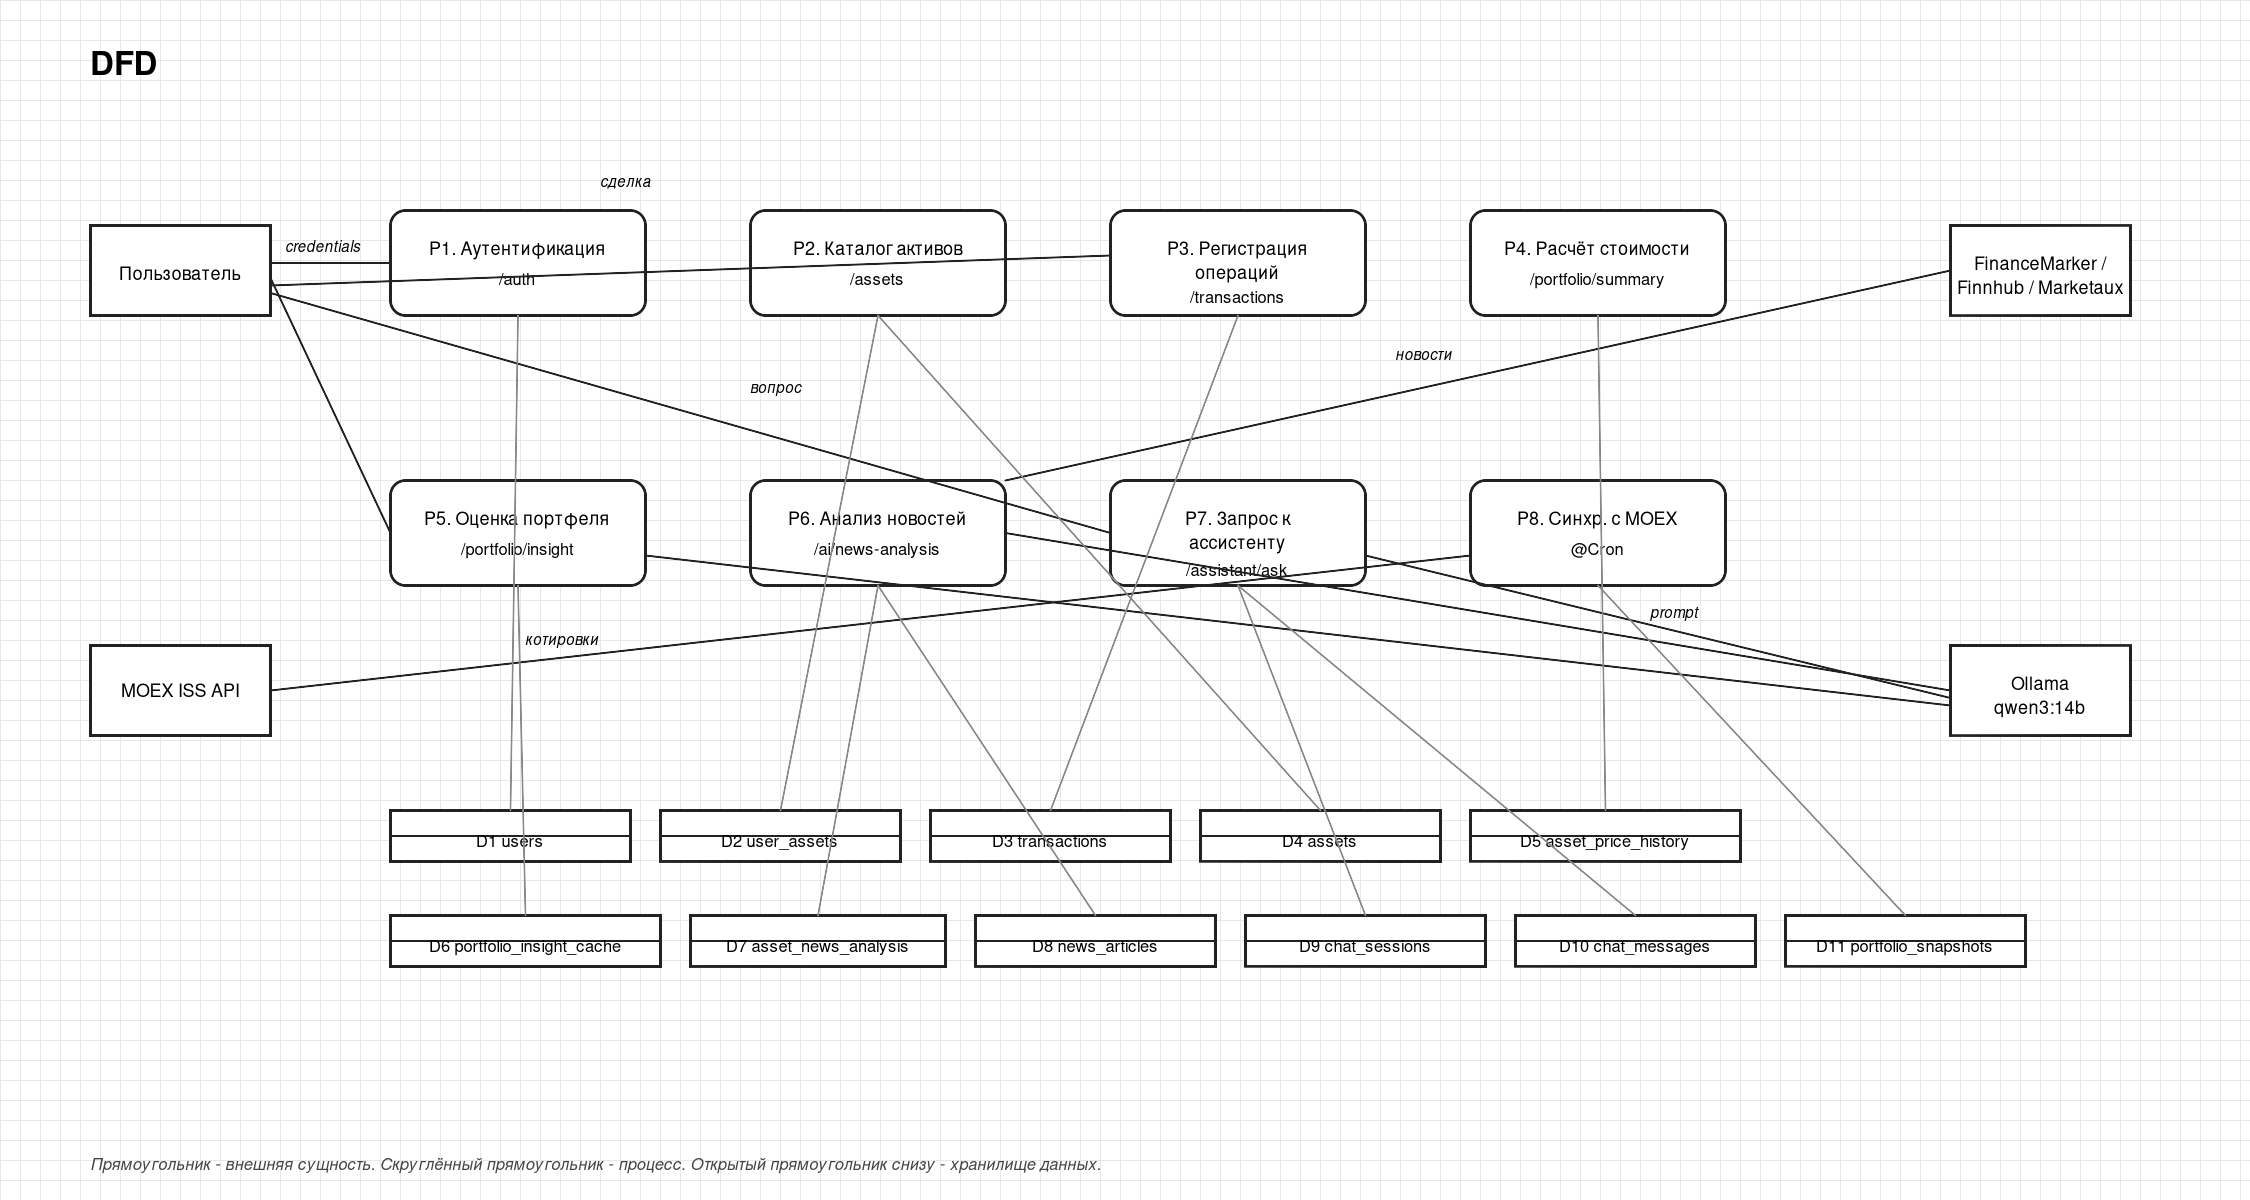 DFD
сделка
Пользователь
credentials
P1. Аутентификация
/auth
P2. Каталог активов
/assets
P3. Регистрация
операций
/transactions
P4. Расчёт стоимости
/portfolio/summary
FinanceMarker /
Finnhub / Marketaux
новости
вопрос
P5. Оценка портфеля
/portfolio/insight
P6. Анализ новостей
/ai/news-analysis
P7. Запрос к
ассистенту
/assistant/ask
P8. Синхр. с MOEX
@Cron
prompt
котировки
MOEX ISS API
Ollama
qwen3:14b
D1 users
D2 user_assets
D3 transactions
D4 assets
D5 asset_price_history
D6 portfolio_insight_cache
D7 asset_news_analysis
D8 news_articles
D9 chat_sessions
D10 chat_messages
D11 portfolio_snapshots
Прямоугольник - внешняя сущность. Скруглённый прямоугольник - процесс. Открытый прямоугольник снизу - хранилище данных.